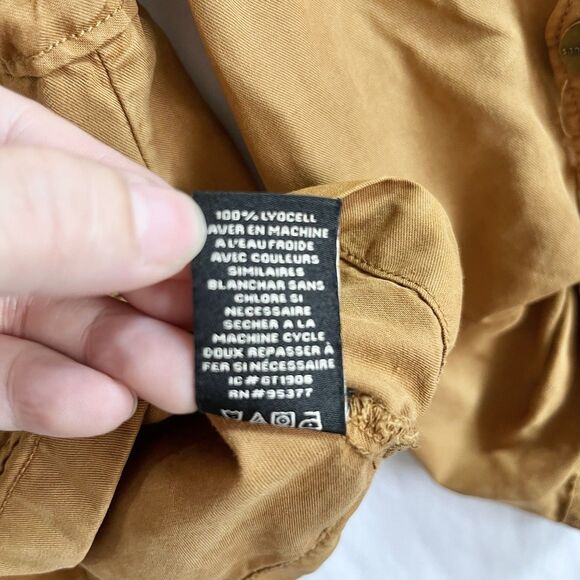 100% LYOCELL
AVER EN MACHINE
A L'EAU FROIDE
AVEC COULEURS
SIMILAIRES
BLANCHAR SANS
CHLORE SI
NECESSAIRE
SECHER A LA
MACHINE CYCLE
DOUX REPASSER À
FER SI NÉCESSAIRE
IC# GT1906
RN# 95377